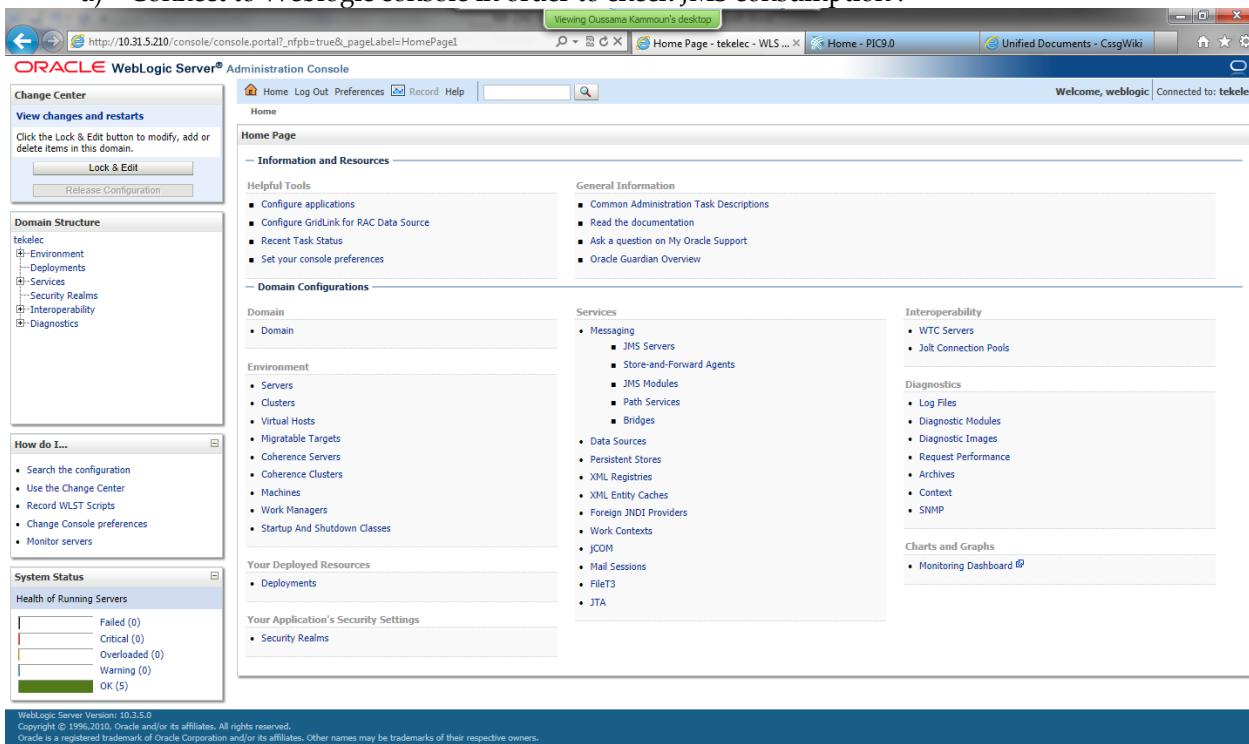 a) Connect to Weblogic console in order to check JMS consumption .
Viewing Oussama Kammoun's desktop
http://10.31.5.210/console/console.portal?_nfpb=true&_pageLabel=HomePage1
Home Page - tekelec - WLS ...
Home - PIC9.0
Unified Documents - CssgWiki
ORACLE WebLogic Server® Administration Console
Change Center
View changes and restarts
Click the Lock & Edit button to modify, add or
delete items in this domain.
Lock & Edit
Release Configuration
Domain Structure
tekelec
Environment
Deployments
Services
Security Realms
Interoperability
Diagnostics
How do I...
Search the configuration
Use the Change Center
Record WLST Scripts
Change Console preferences
Monitor servers
System Status
Health of Running Servers
Failed (0)
Critical (0)
Overloaded (0)
Warning (0)
OK (5)
Home Log Out Preferences Record Help
Welcome, weblogic Connected to: tekele
Home
Home Page
Information and Resources
Helpful Tools
Configure applications
Configure GridLink for RAC Data Source
Recent Task Status
Set your console preferences
General Information
Common Administration Task Descriptions
Read the documentation
Ask a question on My Oracle Support
Oracle Guardian Overview
Domain Configurations
Domain
Domain
Environment
Servers
Clusters
Virtual Hosts
Migratable Targets
Coherence Servers
Coherence Clusters
Machines
Work Managers
Startup And Shutdown Classes
Your Deployed Resources
Deployments
Your Application's Security Settings
Security Realms
Services
Messaging
JMS Servers
Store-and-Forward Agents
JMS Modules
Path Services
Bridges
Data Sources
Persistent Stores
XML Registries
XML Entity Caches
Foreign JNDI Providers
Work Contexts
jCOM
Mail Sessions
FileT3
JTA
Interoperability
WTC Servers
Jolt Connection Pools
Diagnostics
Log Files
Diagnostic Modules
Diagnostic Images
Request Performance
Archives
Context
SNMP
Charts and Graphs
Monitoring Dashboard
WebLogic Server Version: 10.3.5.0
Copyright © 1996,2010, Oracle and/or its affiliates. All rights reserved.
Oracle is a registered trademark of Oracle Corporation and/or its affiliates. Other names may be trademarks of their respective owners.